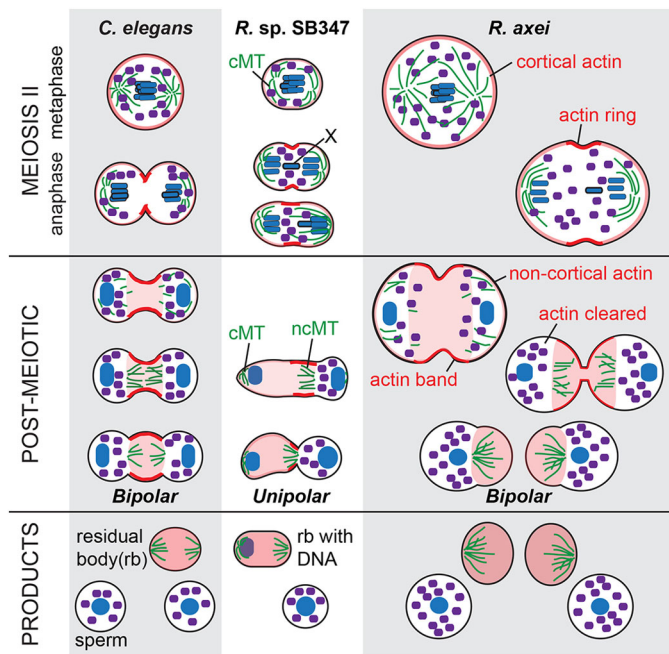 C. elegans
R. sp. SB347
R. axei
MEIOSIS II
metaphase
anaphase
cMT
cortical actin
X
actin ring
POST-MEIOTIC
non-cortical actin
actin cleared
cMT
ncMT
actin band
Bipolar
Unipolar
Bipolar
PRODUCTS
residual
body(rb)
rb with
DNA
sperm